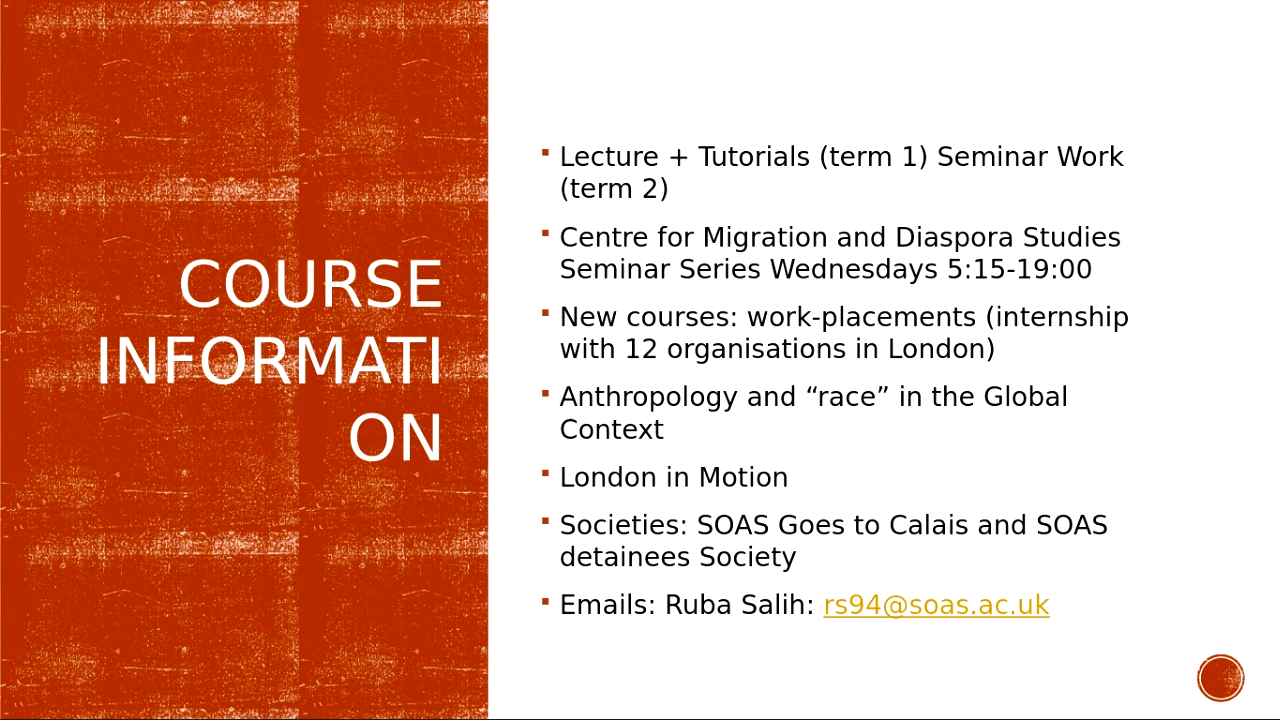 COURSE
INFORMATI
ON
▪ Lecture + Tutorials (term 1) Seminar Work
(term 2)
▪ Centre for Migration and Diaspora Studies
Seminar Series Wednesdays 5:15-19:00
▪ New courses: work-placements (internship
with 12 organisations in London)
▪ Anthropology and “race” in the Global
Context
▪ London in Motion
▪ Societies: SOAS Goes to Calais and SOAS
detainees Society
▪ Emails: Ruba Salih: rs94@soas.ac.uk